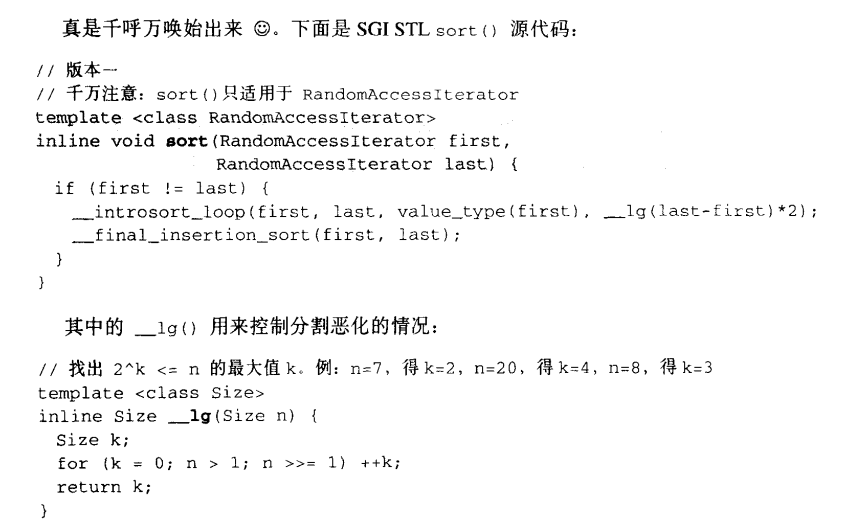 真是千呼万唤始出来 ☺。下面是 SGI STL sort() 源代码：
// 版本一
// 千万注意：sort()只适用于 RandomAccessIterator
template <class RandomAccessIterator>
inline void sort(RandomAccessIterator first,
                 RandomAccessIterator last) {
  if (first != last) {
    __introsort_loop(first, last, value_type(first), __lg(last-first)*2);
    __final_insertion_sort(first, last);
  }
}
其中的 __lg() 用来控制分割恶化的情况：
// 找出 2^k <= n 的最大值 k。例：n=7，得 k=2，n=20，得 k=4，n=8，得 k=3
template <class Size>
inline Size __lg(Size n) {
  Size k;
  for (k = 0; n > 1; n >>= 1) ++k;
  return k;
}